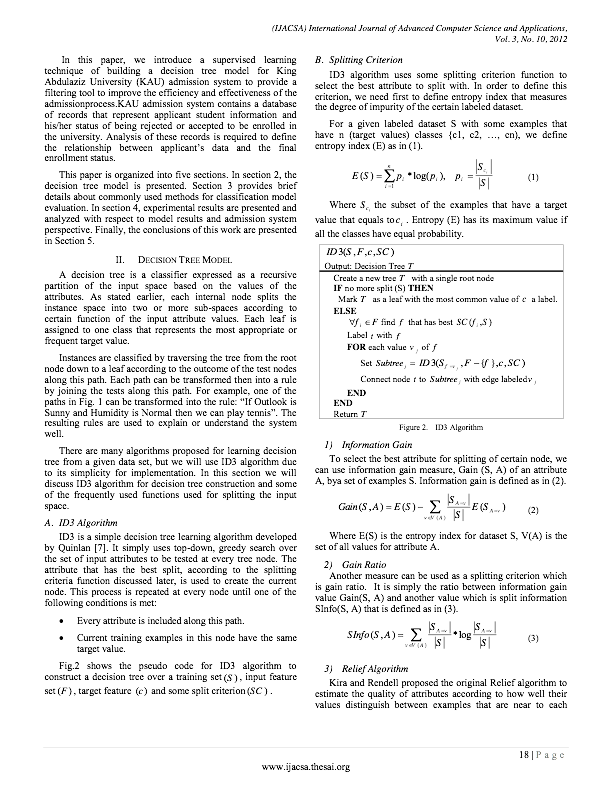 (IJACSA) International Journal of Advanced Computer Science and Applications,
Vol. 3, No. 10, 2012
In this paper, we introduce a supervised learning
technique of building a decision tree model for King
Abdulaziz University (KAU) admission system to provide a
filtering tool to improve the efficiency and effectiveness of the
admissionprocess.KAU admission system contains a database
of records that represent applicant student information and
his/her status of being rejected or accepted to be enrolled in
the university. Analysis of these records is required to define
the relationship between applicant's data and the final
enrollment status.
This paper is organized into five sections. In section 2, the
decision tree model is presented. Section 3 provides brief
details about commonly used methods for classification model
evaluation. In section 4, experimental results are presented and
analyzed with respect to model results and admission system
perspective. Finally, the conclusions of this work are presented
in Section 5.
II. DECISION TREE MODEL
A decision tree is a classifier expressed as a recursive
partition of the input space based on the values of the
attributes. As stated earlier, each internal node splits the
instance space into two or more sub-spaces according to
certain function of the input attribute values. Each leaf is
assigned to one class that represents the most appropriate or
frequent target value.
Instances are classified by traversing the tree from the root
node down to a leaf according to the outcome of the test nodes
along this path. Each path can be transformed then into a rule
by joining the tests along this path. For example, one of the
paths in Fig. 1 can be transformed into the rule: "If Outlook is
Sunny and Humidity is Normal then we can play tennis". The
resulting rules are used to explain or understand the system
well.
There are many algorithms proposed for learning decision
tree from a given data set, but we will use ID3 algorithm due
to its simplicity for implementation. In this section we will
discuss ID3 algorithm for decision tree construction and some
of the frequently used functions used for splitting the input
space.
A. ID3 Algorithm
ID3 is a simple decision tree learning algorithm developed
by Quinlan [7]. It simply uses top-down, greedy search over
the set of input attributes to be tested at every tree node. The
attribute that has the best split, according to the splitting
criteria function discussed later, is used to create the current
node. This process is repeated at every node until one of the
following conditions is met:
• Every attribute is included along this path.
• Current training examples in this node have the same
target value.
Fig.2 shows the pseudo code for ID3 algorithm to
construct a decision tree over a training set (S), input feature
set (F), target feature (c) and some split criterion (SC).
B. Splitting Criterion
ID3 algorithm uses some splitting criterion function to
select the best attribute to split with. In order to define this
criterion, we need first to define entropy index that measures
the degree of impurity of the certain labeled dataset.
For a given labeled dataset S with some examples that
have n (target values) classes {c1, c2, …, cn), we define
entropy index (E) as in (1).
E(S) = ∑_{i=1}^{n} p_i * log(p_i), p_i = |S_{c_i}| / |S| (1)
Where S_{c_i} the subset of the examples that have a target
value that equals to c_i. Entropy (E) has its maximum value if
all the classes have equal probability.
ID3(S,F,c,SC)
Output: Decision Tree T
Create a new tree T with a single root node
IF no more split (S) THEN
Mark T as a leaf with the most common value of c a label.
ELSE
∀f_i ∈ F find f that has best SC(f_i,S)
Label t with f
FOR each value v_j of f
Set Subtree_j = ID3(S_{f=v_j}, F−{f},c,SC)
Connect node t to Subtree_j with edge labeled v_j
END
END
Return T
Figure 2. ID3 Algorithm
1) Information Gain
To select the best attribute for splitting of certain node, we
can use information gain measure, Gain (S, A) of an attribute
A, bya set of examples S. Information gain is defined as in (2).
Gain(S,A) = E(S) − ∑_{v∈V(A)} |S_{A=v}| / |S| E(S_{A=v}) (2)
Where E(S) is the entropy index for dataset S, V(A) is the
set of all values for attribute A.
2) Gain Ratio
Another measure can be used as a splitting criterion which
is gain ratio. It is simply the ratio between information gain
value Gain(S, A) and another value which is split information
SInfo(S, A) that is defined as in (3).
SInfo(S,A) = ∑_{v∈V(A)} |S_{A=v}| / |S| * log |S_{A=v}| / |S| (3)
3) Relief Algorithm
Kira and Rendell proposed the original Relief algorithm to
estimate the quality of attributes according to how well their
values distinguish between examples that are near to each
18 | P a g e
www.ijacsa.thesai.org